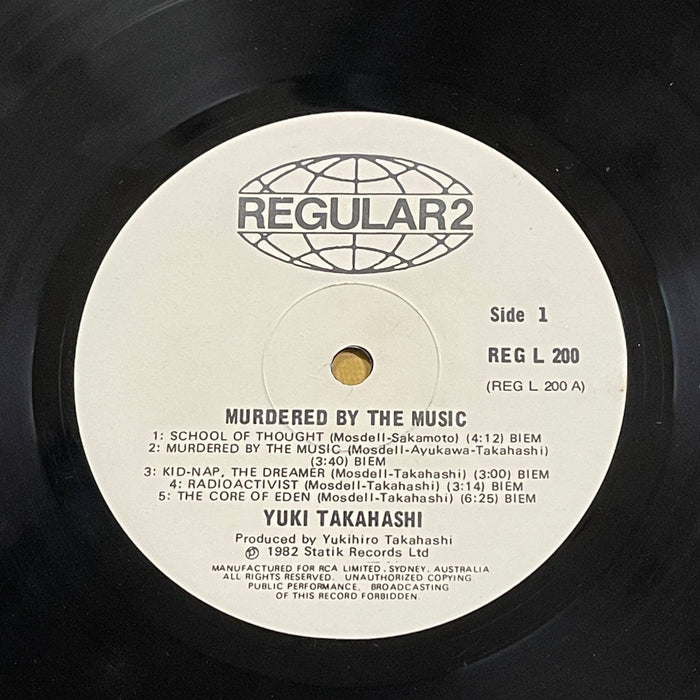 REGULAR2
Side 1
REG L 200
(REG L 200 A)
MURDERED BY THE MUSIC
1: SCHOOL OF THOUGHT (Mosdell-Sakamoto) (4:12) BIEM
2: MURDERED BY THE MUSIC (Mosdell-Ayukawa-Takahashi)
(3:40) BIEM
3: KID-NAP, THE DREAMER (Mosdell-Takahashi) (3:00) BIEM
4: RADIOACTIVIST (Mosdell-Takahashi) (3:14) BIEM
5: THE CORE OF EDEN (Mosdell-Takahashi) (6:25) BIEM
YUKI TAKAHASHI
Produced by Yukihiro Takahashi
℗ 1982 Statik Records Ltd
MANUFACTURED FOR RCA LIMITED, SYDNEY, AUSTRALIA
ALL RIGHTS RESERVED. UNAUTHORIZED COPYING
PUBLIC PERFORMANCE, BROADCASTING
OF THIS RECORD FORBIDDEN.